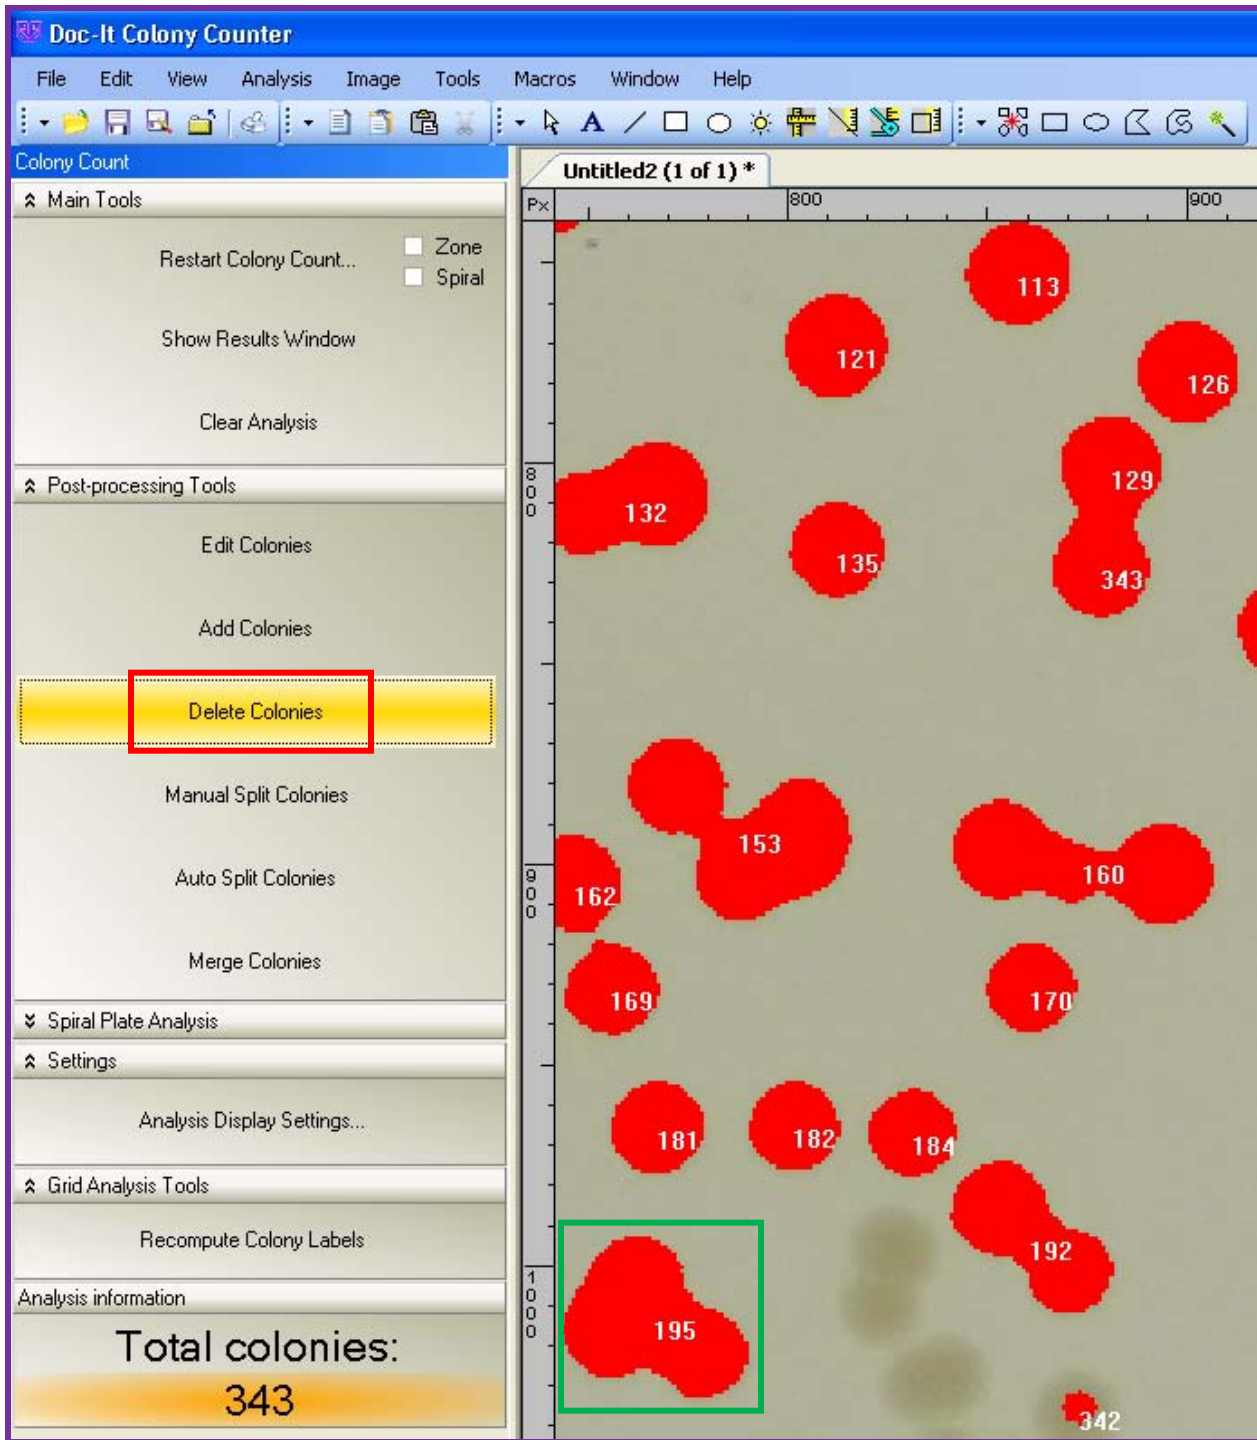 Doc-It Colony Counter
File Edit View Analysis Image Tools Macros Window Help
A
Colony Count
Untitled2 (1 of 1) *
Main Tools
Restart Colony Count...
Zone
Spiral
Show Results Window
Clear Analysis
Post-processing Tools
Edit Colonies
Add Colonies
Delete Colonies
Manual Split Colonies
Auto Split Colonies
Merge Colonies
Spiral Plate Analysis
Settings
Analysis Display Settings...
Grid Analysis Tools
Recompute Colony Labels
Analysis information
Total colonies:
343
Px 800 900
800
900
1000
113
121
126
129
132
135
343
153
160
162
169
170
181 182 184
192
195
342